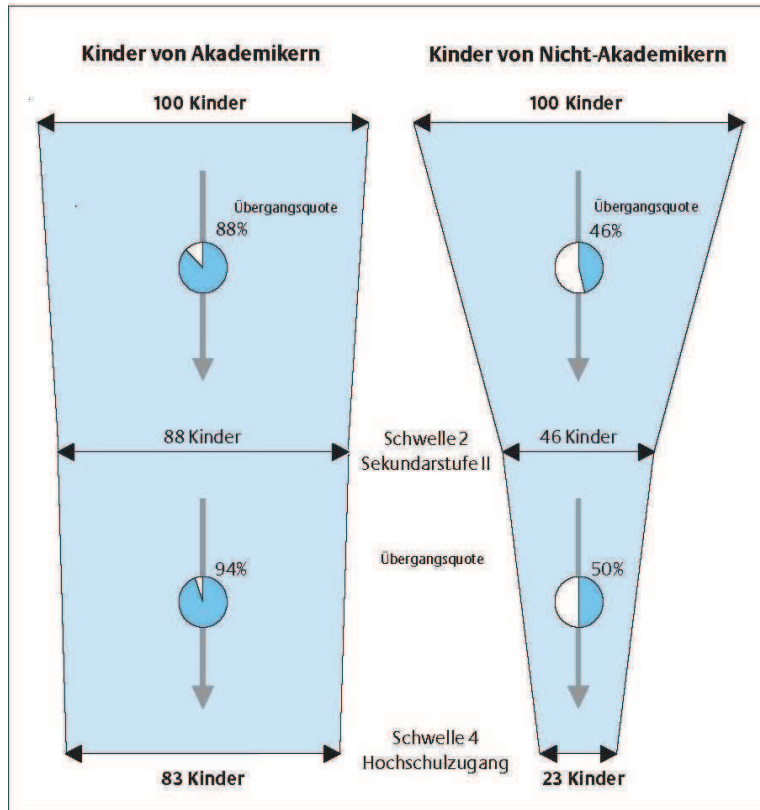 Kinder von Akademikern
Kinder von Nicht-Akademikern
100 Kinder
100 Kinder
Übergangsquote
88%
Übergangsquote
46%
88 Kinder
Schwelle 2
Sekundarstufe II
46 Kinder
94%
Übergangsquote
50%
Schwelle 4
Hochschulzugang
83 Kinder
23 Kinder